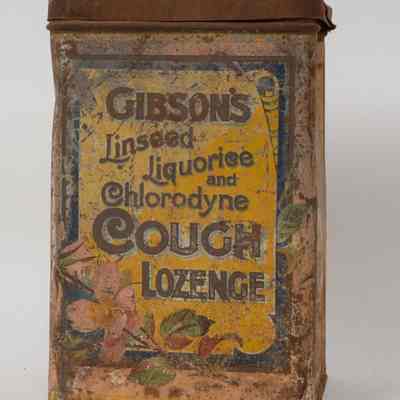 GIBSON'S
Linseed
Liquorice
and
Chlorodyne
COUGH
LOZENGE